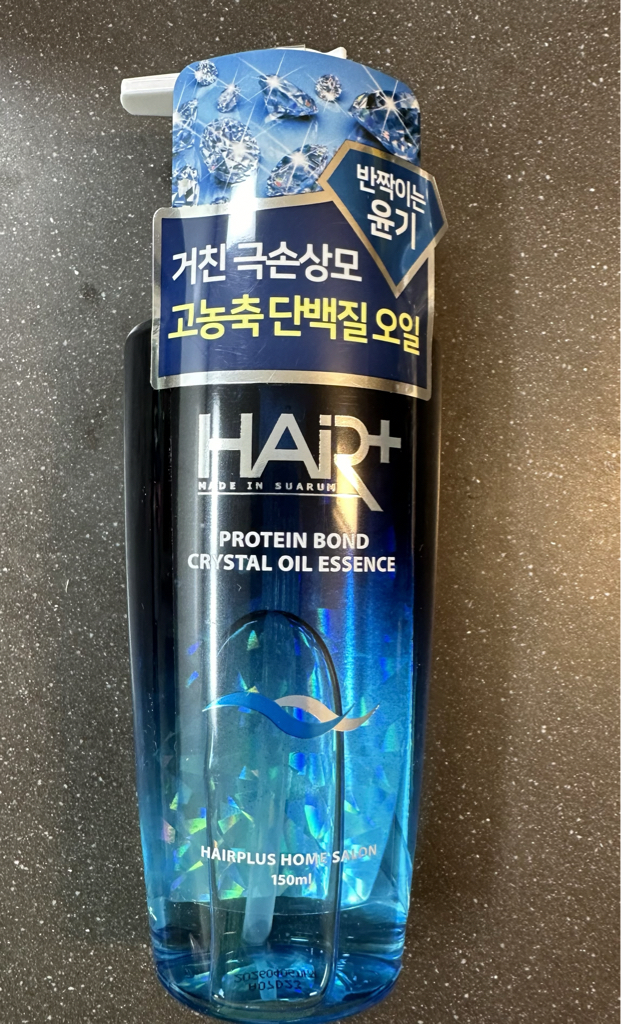 반짝이는
윤기
거친 극손상모
고농축 단백질 오일
HAiR+
MADE IN SUARUM
PROTEIN BOND
CRYSTAL OIL ESSENCE
HAIRPLUS HOME SALON
150ml